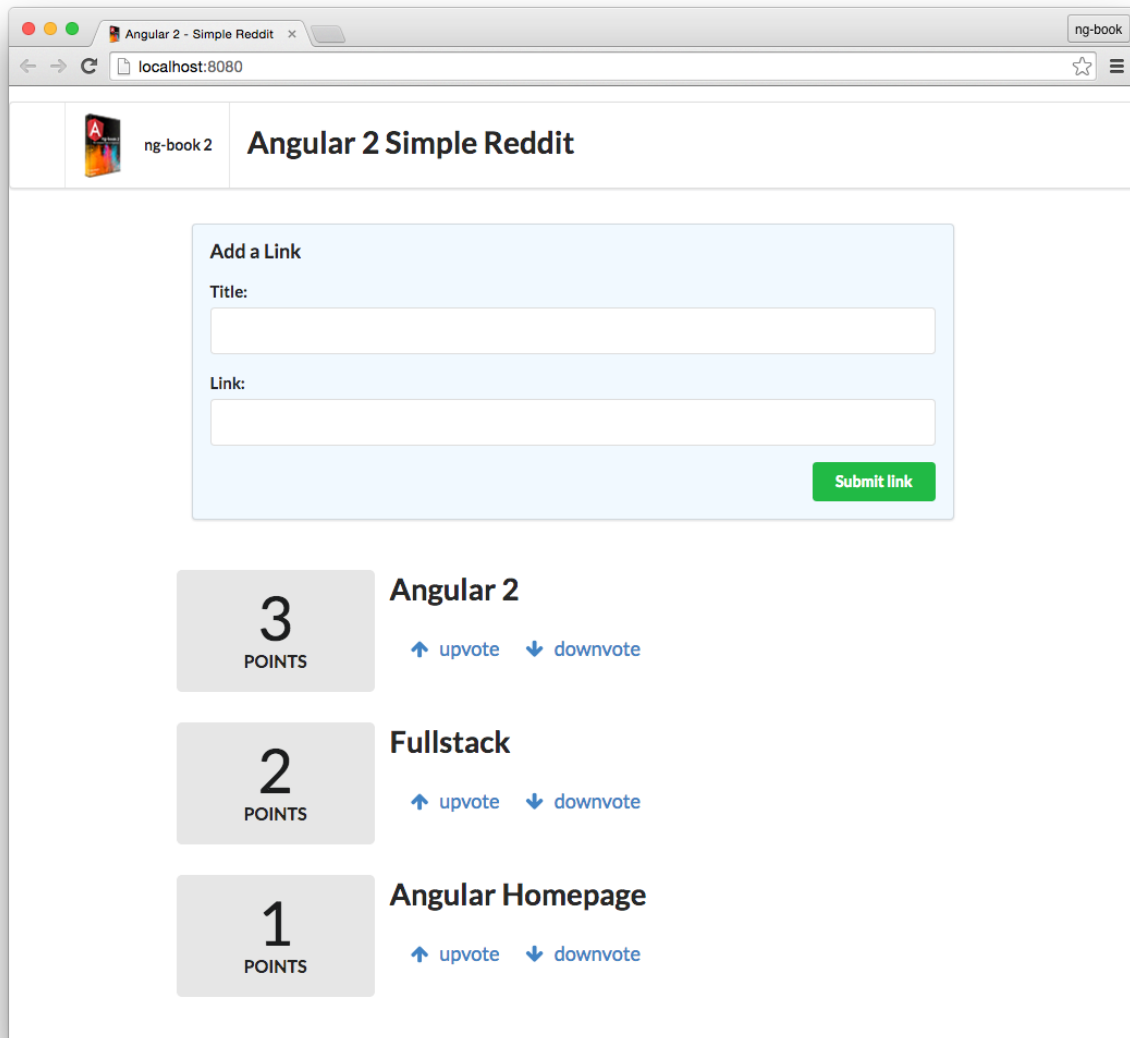 Angular 2 - Simple Reddit
ng-book
localhost:8080
ng-book 2
Angular 2 Simple Reddit
Add a Link
Title:
Link:
Submit link
3
POINTS
Angular 2
upvote downvote
2
POINTS
Fullstack
upvote downvote
1
POINTS
Angular Homepage
upvote downvote